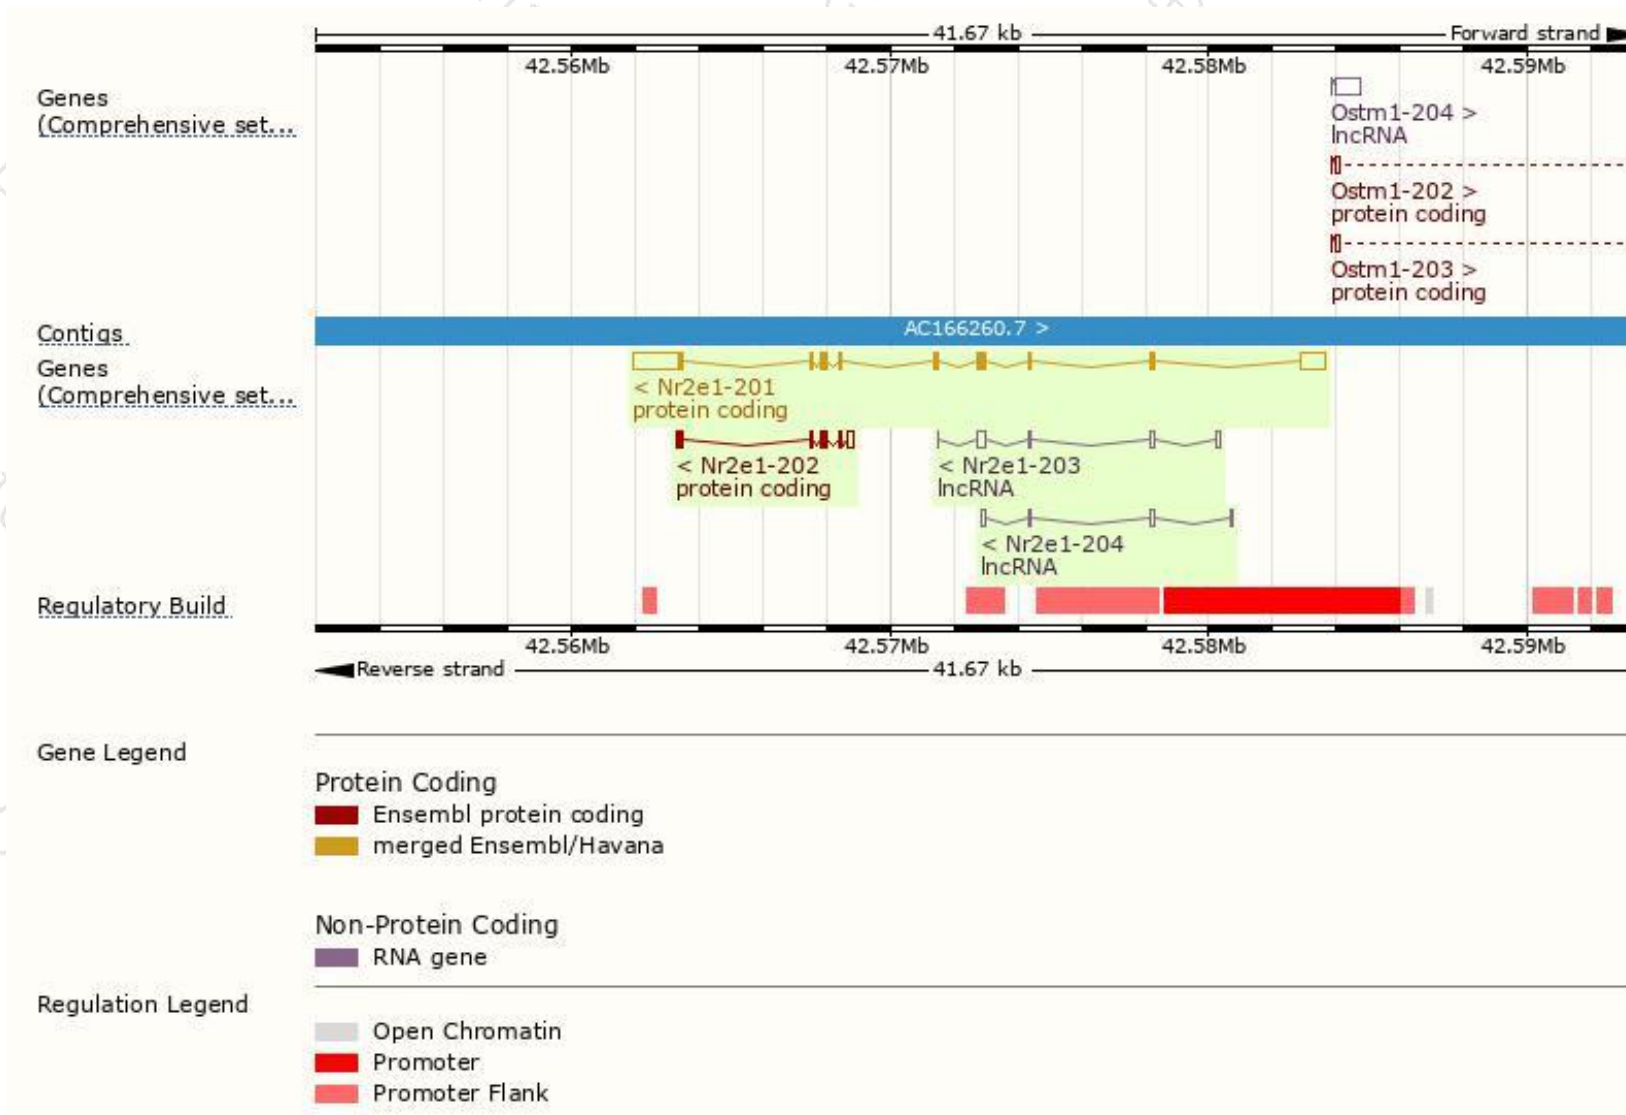 41.67 kb Forward strand
42.56Mb 42.57Mb 42.58Mb 42.59Mb
Genes
(Comprehensive set...
Ostm1-204 >
lncRNA
Ostm1-202 >
protein coding
Ostm1-203 >
protein coding
Contigs
AC166260.7 >
Genes
(Comprehensive set...
< Nr2e1-201
protein coding
< Nr2e1-202
protein coding
< Nr2e1-203
lncRNA
< Nr2e1-204
lncRNA
Regulatory Build
42.56Mb 42.57Mb 42.58Mb 42.59Mb
Reverse strand 41.67 kb
Gene Legend
Protein Coding
Ensembl protein coding
merged Ensembl/Havana
Non-Protein Coding
RNA gene
Regulation Legend
Open Chromatin
Promoter
Promoter Flank